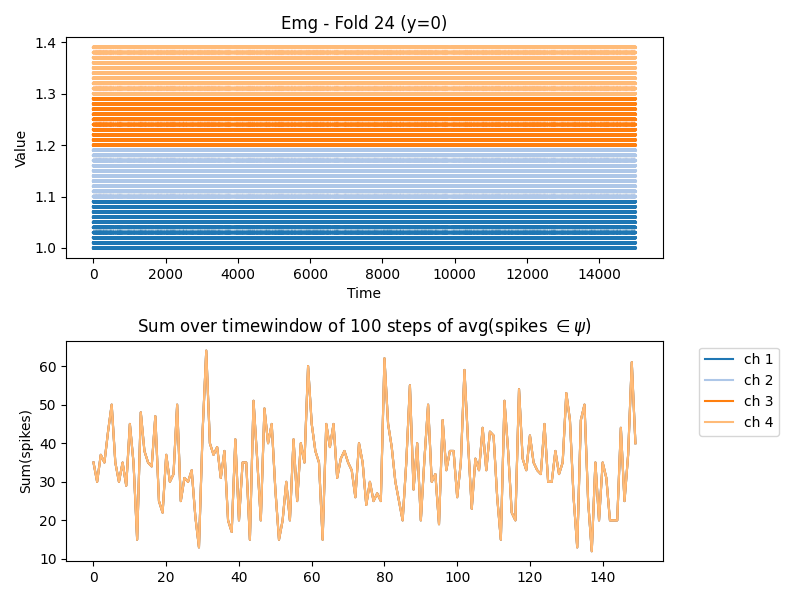 Emg - Fold 24 (y=0)
1.4
1.3
1.2
1.1
1.0
Value
0 2000 4000 6000 8000 10000 12000 14000
Time
Sum over timewindow of 100 steps of avg(spikes ∈ ψ)
60
50
40
30
20
10
Sum(spikes)
0 20 40 60 80 100 120 140
ch 1
ch 2
ch 3
ch 4